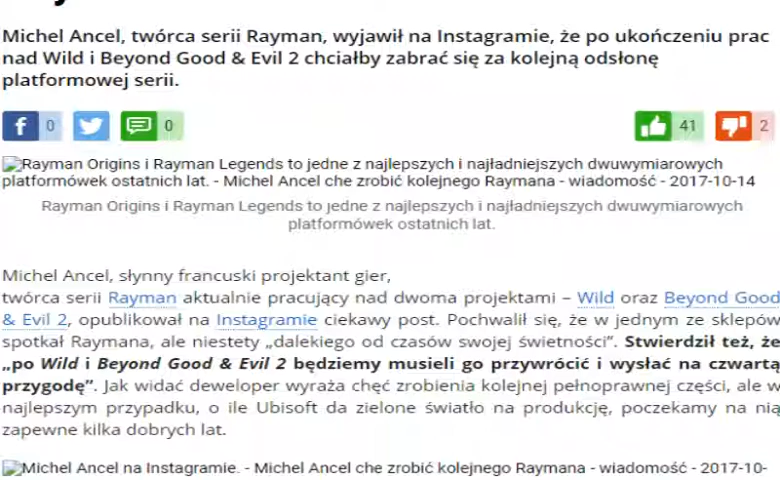 Michel Ancel, twórca serii Rayman, wyjawił na Instagramie, że po ukończeniu prac
nad Wild i Beyond Good & Evil 2 chciałby zabrać się za kolejną odsłonę
platformowej serii.
f 0 0 41 2
Rayman Origins i Rayman Legends to jedne z najlepszych i najładniejszych dwuwymiarowych
platformówek ostatnich lat. - Michel Ancel che zrobić kolejnego Raymana - wiadomość - 2017-10-14
Rayman Origins i Rayman Legends to jedne z najlepszych i najładniejszych dwuwymiarowych
platformówek ostatnich lat.
Michel Ancel, słynny francuski projektant gier,
twórca serii Rayman aktualnie pracujący nad dwoma projektami – Wild oraz Beyond Good
& Evil 2, opublikował na Instagramie ciekawy post. Pochwalił się, że w jednym ze sklepów
spotkał Raymana, ale niestety „dalekiego od czasów swojej świetności”. Stwierdził też, że
„po Wild i Beyond Good & Evil 2 będziemy musieli go przywrócić i wysłać na czwartą
przygodę”. Jak widać deweloper wyraża chęć zrobienia kolejnej pełnoprawnej części, ale w
najlepszym przypadku, o ile Ubisoft da zielone światło na produkcję, poczekamy na nią
zapewne kilka dobrych lat.
Michel Ancel na Instagramie. - Michel Ancel che zrobić kolejnego Raymana - wiadomość - 2017-10-